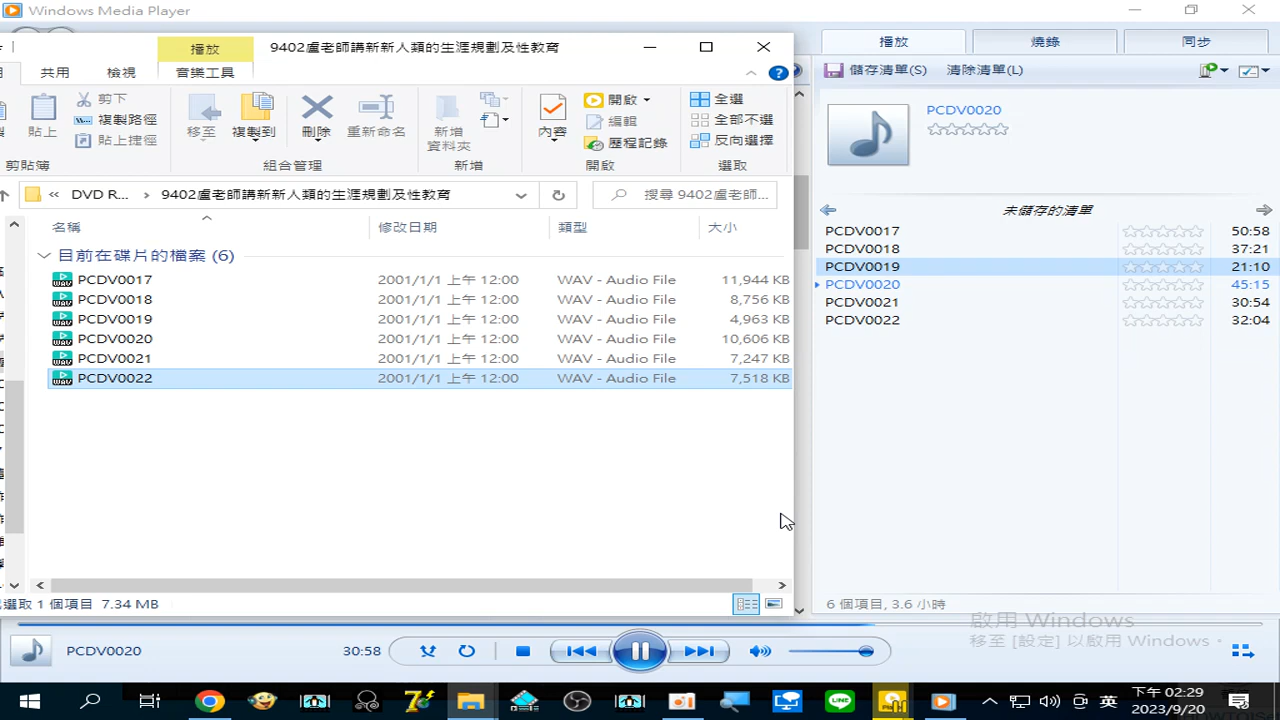 Windows Media Player
播放
9402盧老師講新新人類的生涯規劃及性教育
共用
檢視
音樂工具
貼上
剪下
複製路徑
貼上捷徑
移至
複製到
刪除
重新命名
新增
資料夾
內容
開啟
編輯
歷程記錄
全選
全部不選
反向選擇
剪貼簿
組合管理
新增
開啟
選取
« DVD R... › 9402盧老師講新新人類的生涯規劃及性教育
搜尋 9402盧老師...
名稱 修改日期 類型 大小
目前在碟片的檔案 (6)
PCDV0017 2001/1/1 上午 12:00 WAV - Audio File 11,944 KB
PCDV0018 2001/1/1 上午 12:00 WAV - Audio File 8,756 KB
PCDV0019 2001/1/1 上午 12:00 WAV - Audio File 4,963 KB
PCDV0020 2001/1/1 上午 12:00 WAV - Audio File 10,606 KB
PCDV0021 2001/1/1 上午 12:00 WAV - Audio File 7,247 KB
PCDV0022 2001/1/1 上午 12:00 WAV - Audio File 7,518 KB
選取 1 個項目 7.34 MB
播放 燒錄 同步
儲存清單(S) 清除清單(L)
PCDV0020
未儲存的清單
PCDV0017 50:58
PCDV0018 37:21
PCDV0019 21:10
PCDV0020 45:15
PCDV0021 30:54
PCDV0022 32:04
6 個項目, 3.6 小時
啟用 Windows
移至 [設定] 以啟用 Windows。
PCDV0020 30:58
英
下午 02:29
2023/9/20